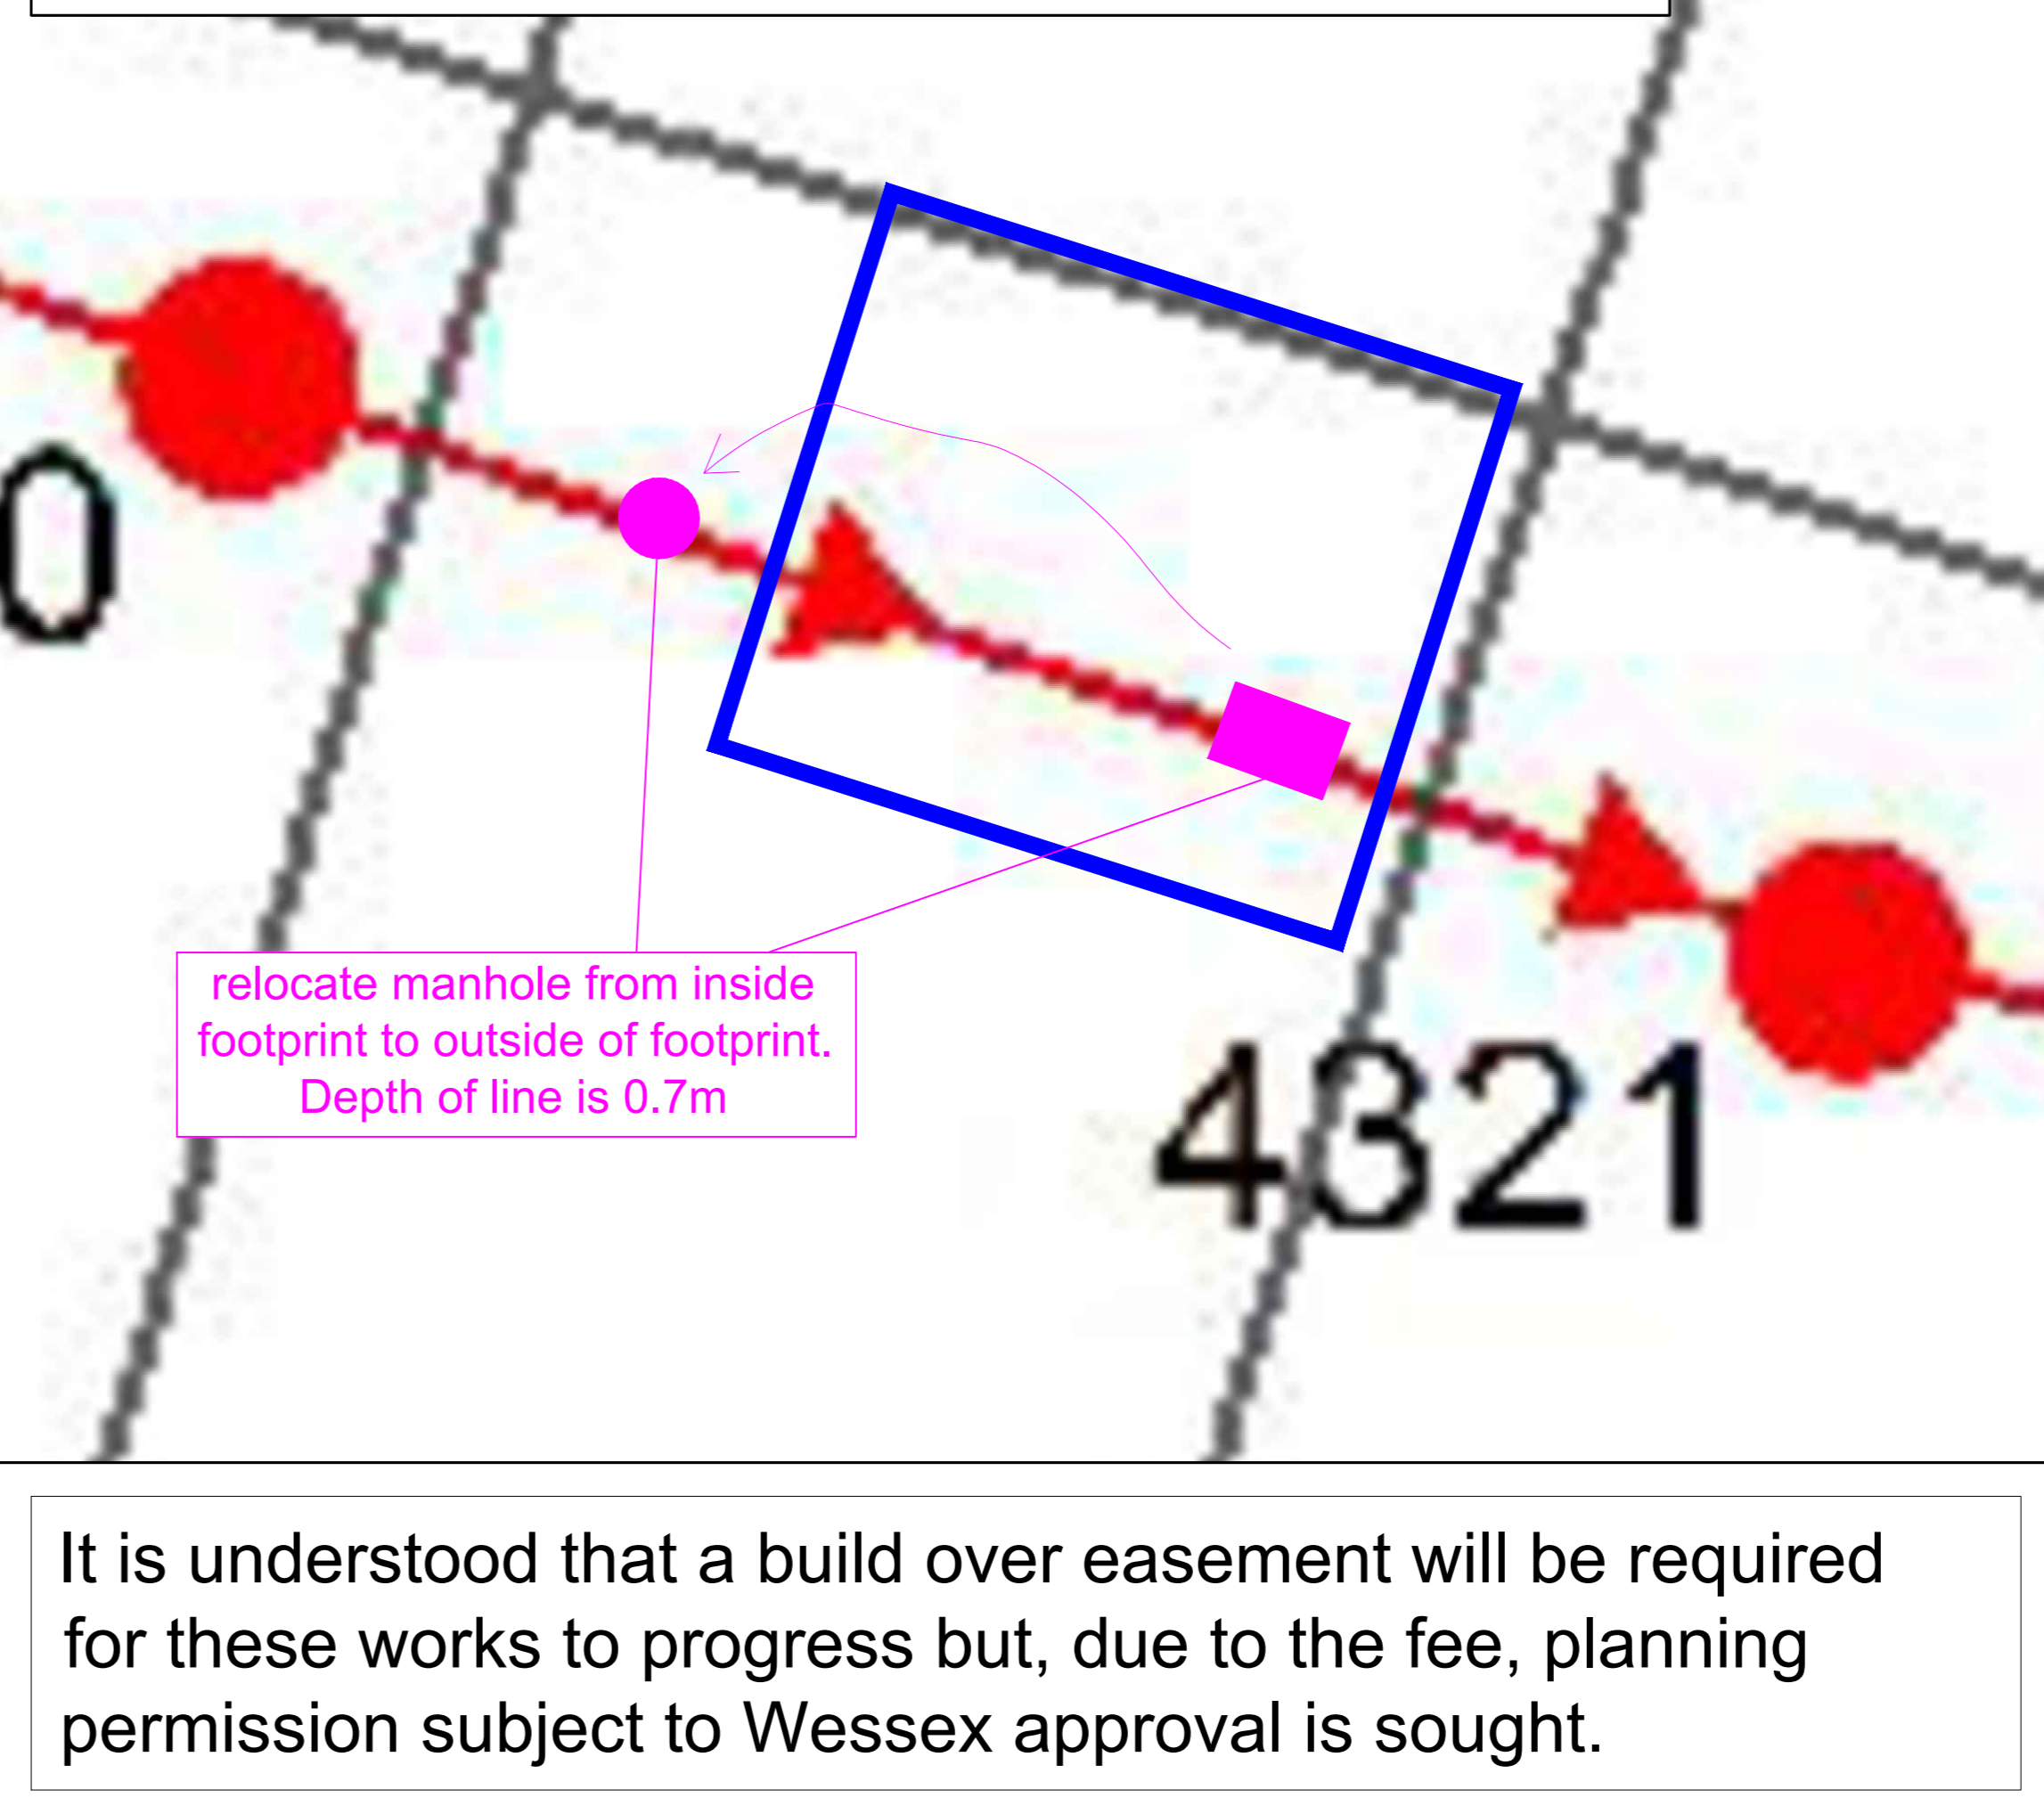 0
relocate manhole from inside
footprint to outside of footprint.
Depth of line is 0.7m
4321
It is understood that a build over easement will be required
for these works to progress but, due to the fee, planning
permission subject to Wessex approval is sought.